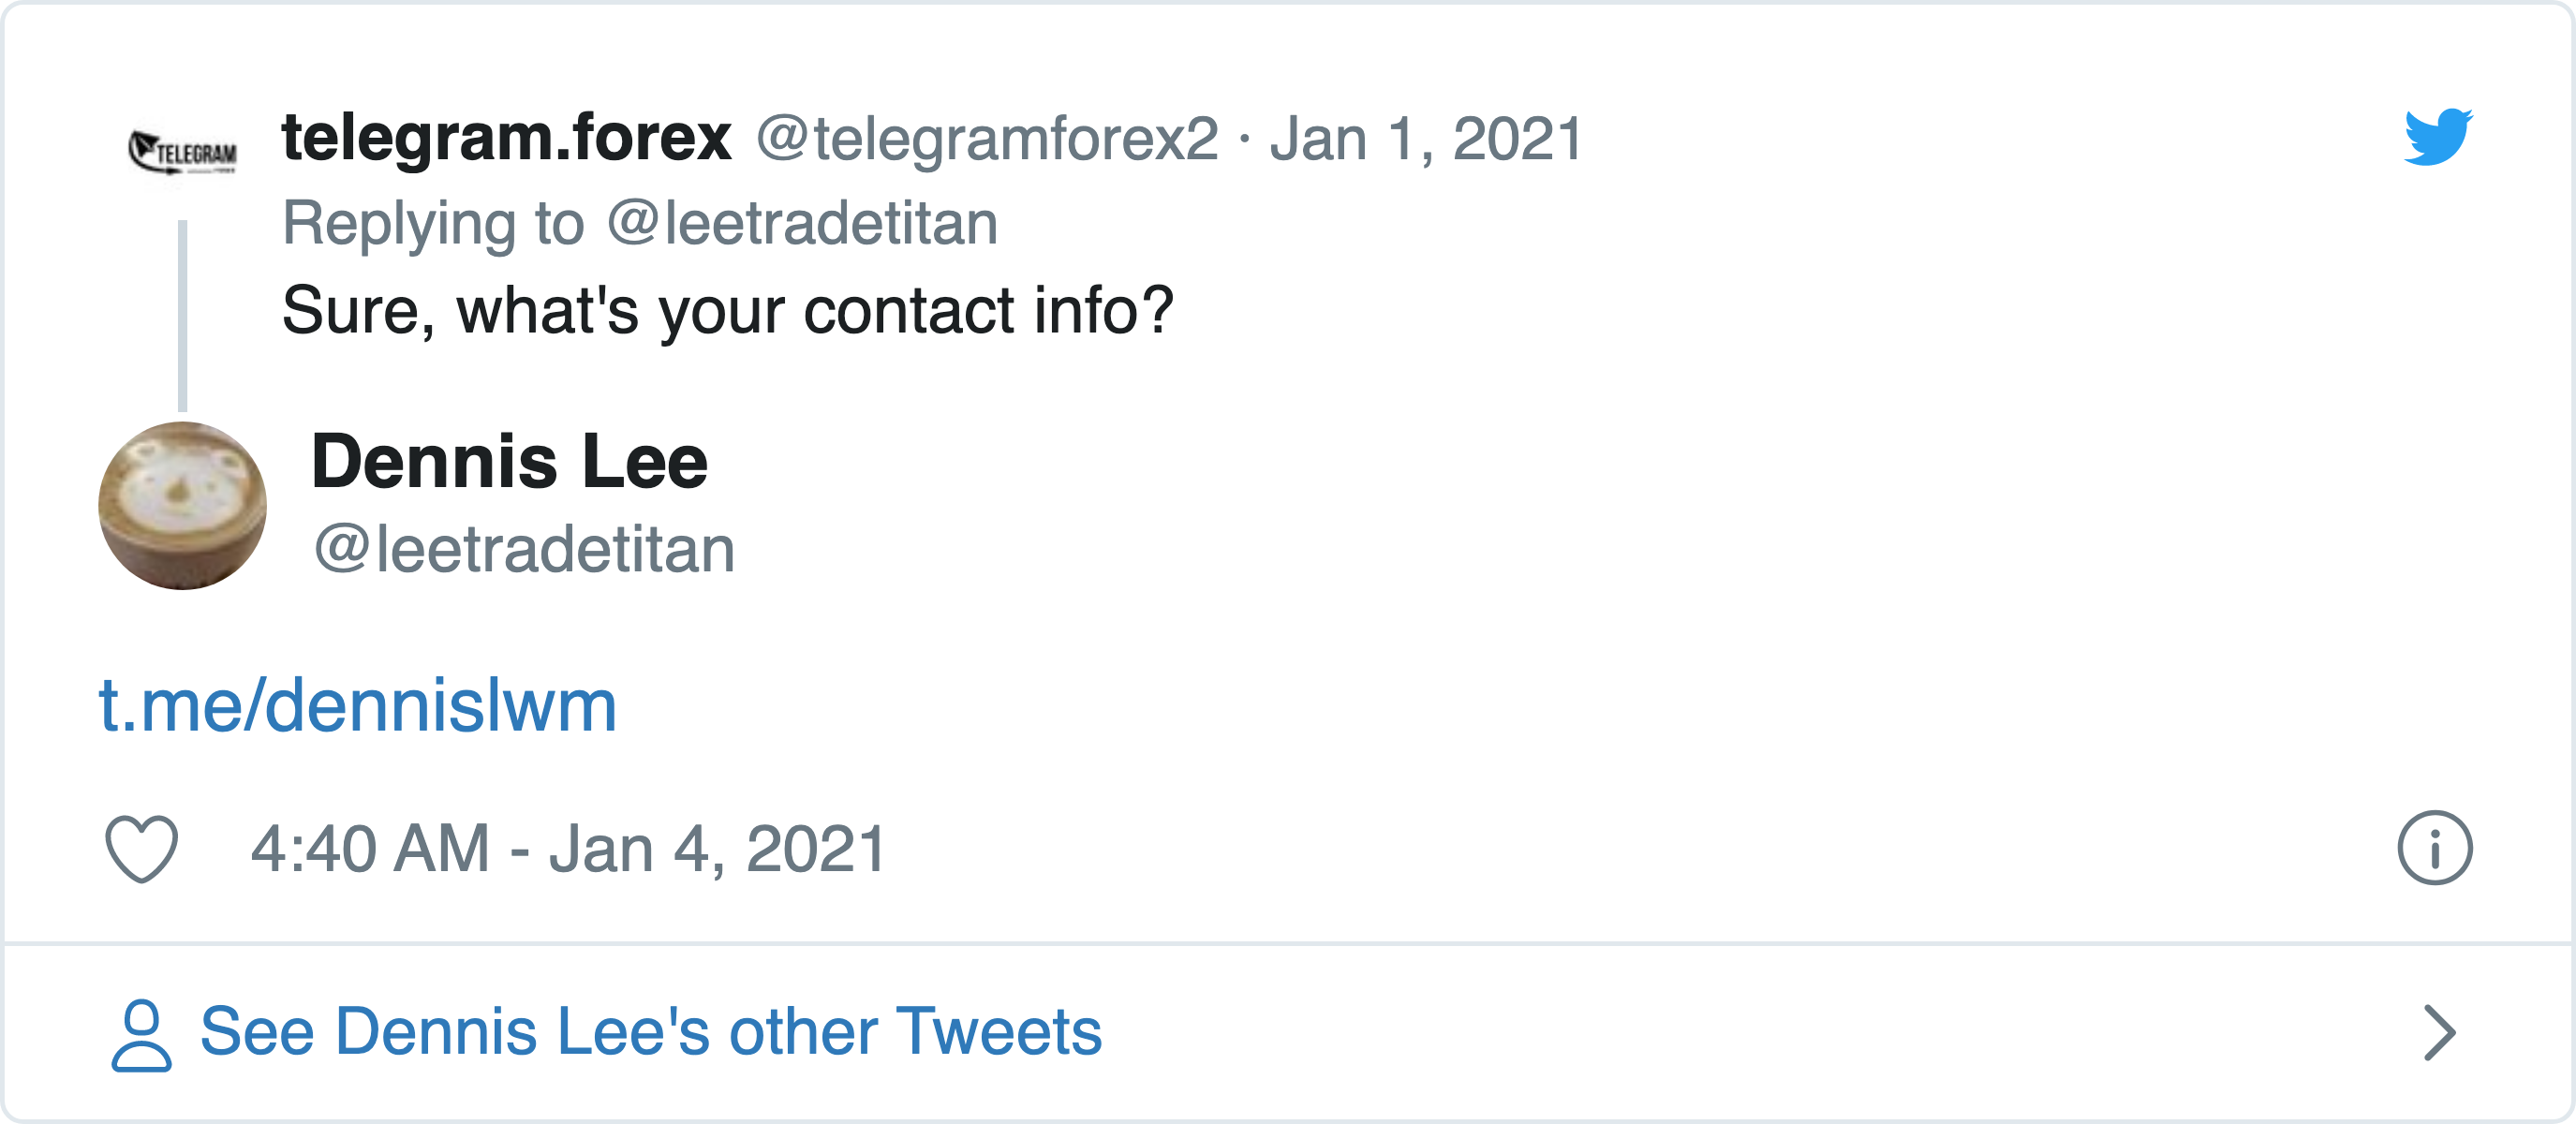 TELEGRAM
telegram.forex @telegramforex2 · Jan 1, 2021
Replying to @leetradetitan
Sure, what's your contact info?
Dennis Lee
@leetradetitan
t.me/dennislwm
4:40 AM - Jan 4, 2021
See Dennis Lee's other Tweets